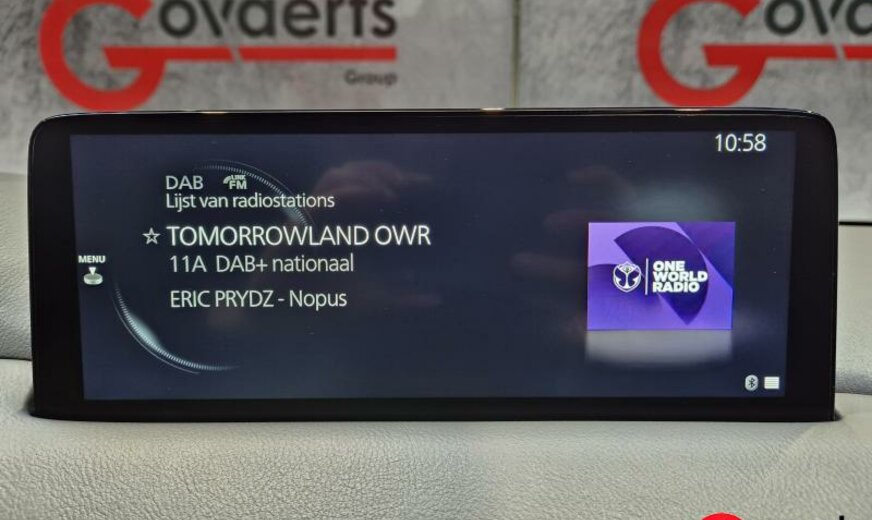 Govaerts
Group
Govaerts
10:58
DAB LINK FM
Lijst van radiostations
☆ TOMORROWLAND OWR
11A DAB+ nationaal
MENU
ERIC PRYDZ - Nopus
ONE
WORLD
RADIO